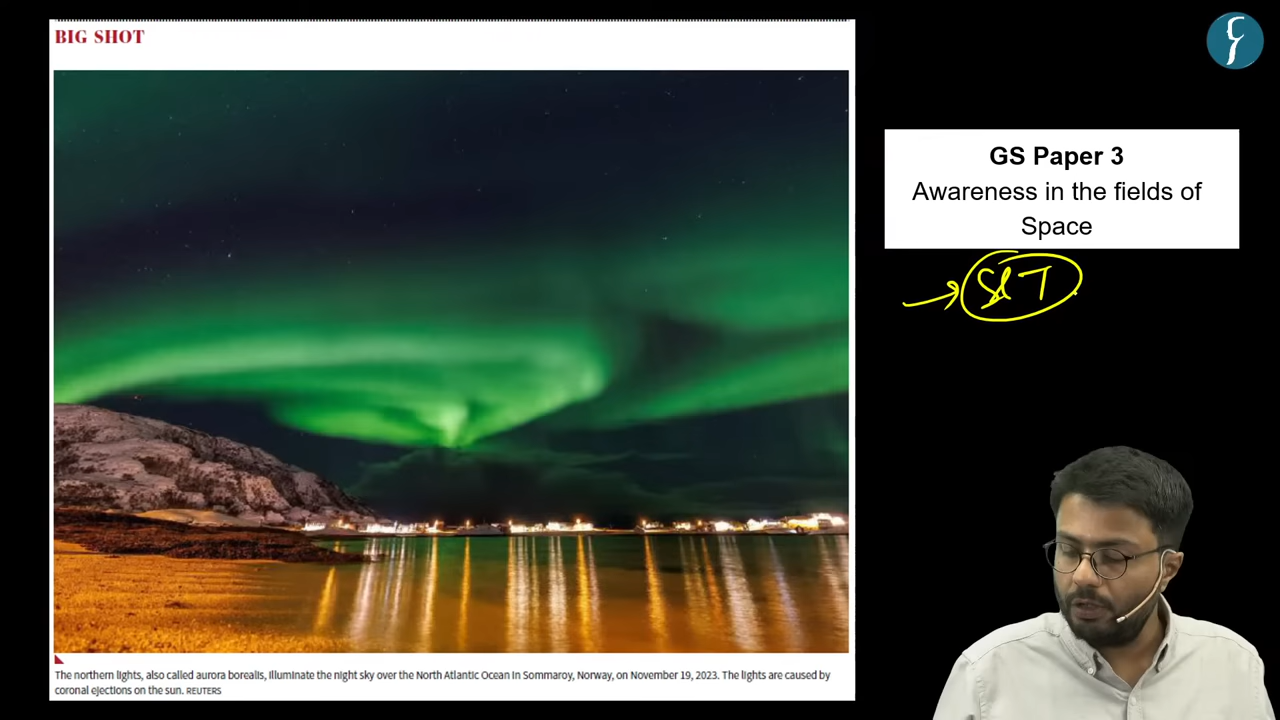 BIG SHOT
GS Paper 3
Awareness in the fields of
Space
S&T
The northern lights, also called aurora borealis, illuminate the night sky over the North Atlantic Ocean in Sommaroy, Norway, on November 19, 2023. The lights are caused by
coronal ejections on the sun. REUTERS